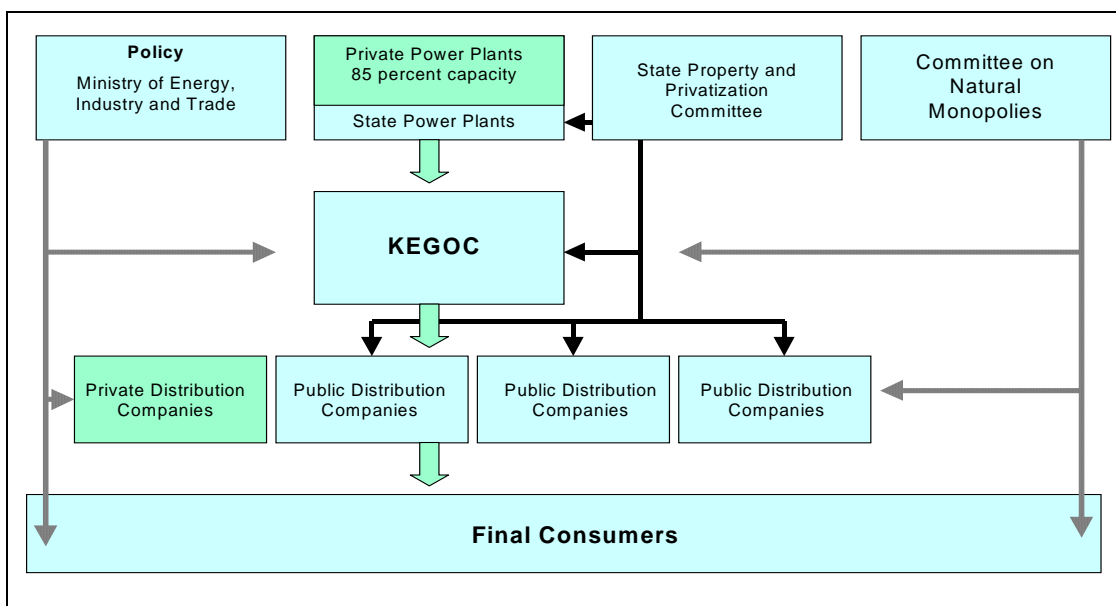 Policy
Ministry of Energy,
Industry and Trade
Private Power Plants
85 percent capacity
State Power Plants
State Property and
Privatization
Committee
Committee on
Natural
Monopolies
KEGOC
Private Distribution
Companies
Public Distribution
Companies
Public Distribution
Companies
Public Distribution
Companies
Final Consumers